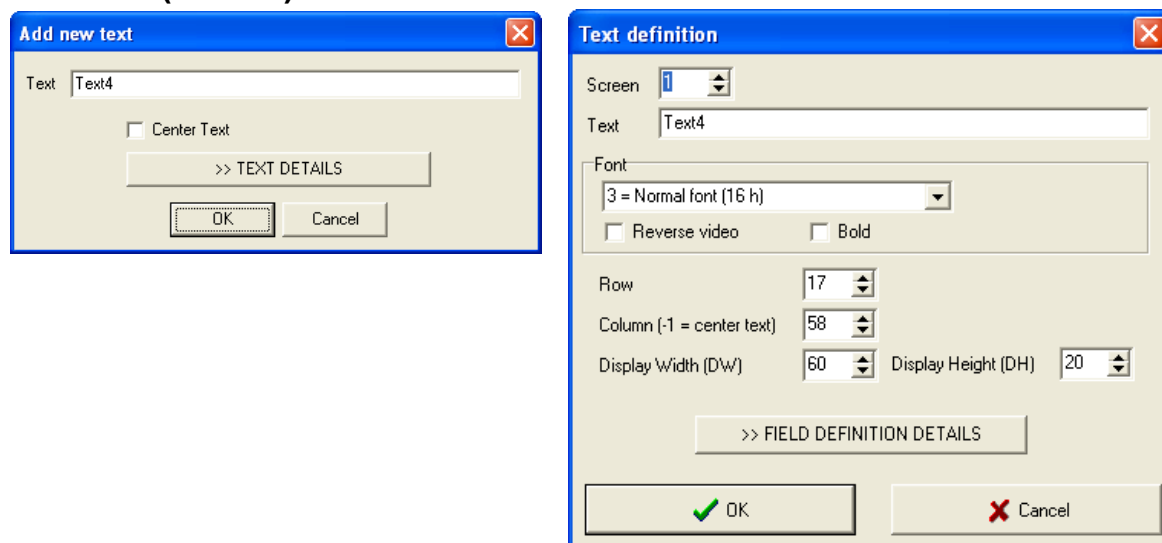 Add new text
Text Text4
Center Text
>> TEXT DETAILS
OK Cancel
Text definition
Screen 1
Text Text4
Font
3 = Normal font (16 h)
Reverse video Bold
Row 17
Column (-1 = center text) 58
Display Width (DW) 60 Display Height (DH) 20
>> FIELD DEFINITION DETAILS
OK Cancel